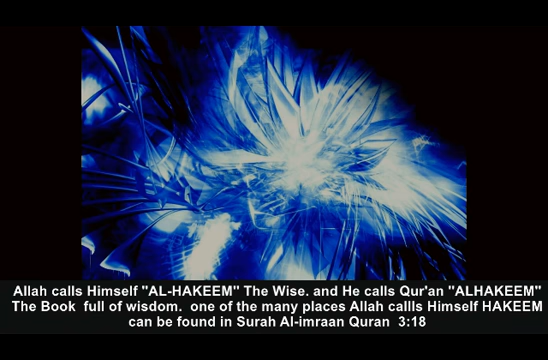 Allah calls Himself "AL-HAKEEM" The Wise. and He calls Qur'an "ALHAKEEM"
The Book full of wisdom. one of the many places Allah callls Himself HAKEEM
can be found in Surah Al-imraan Quran 3:18